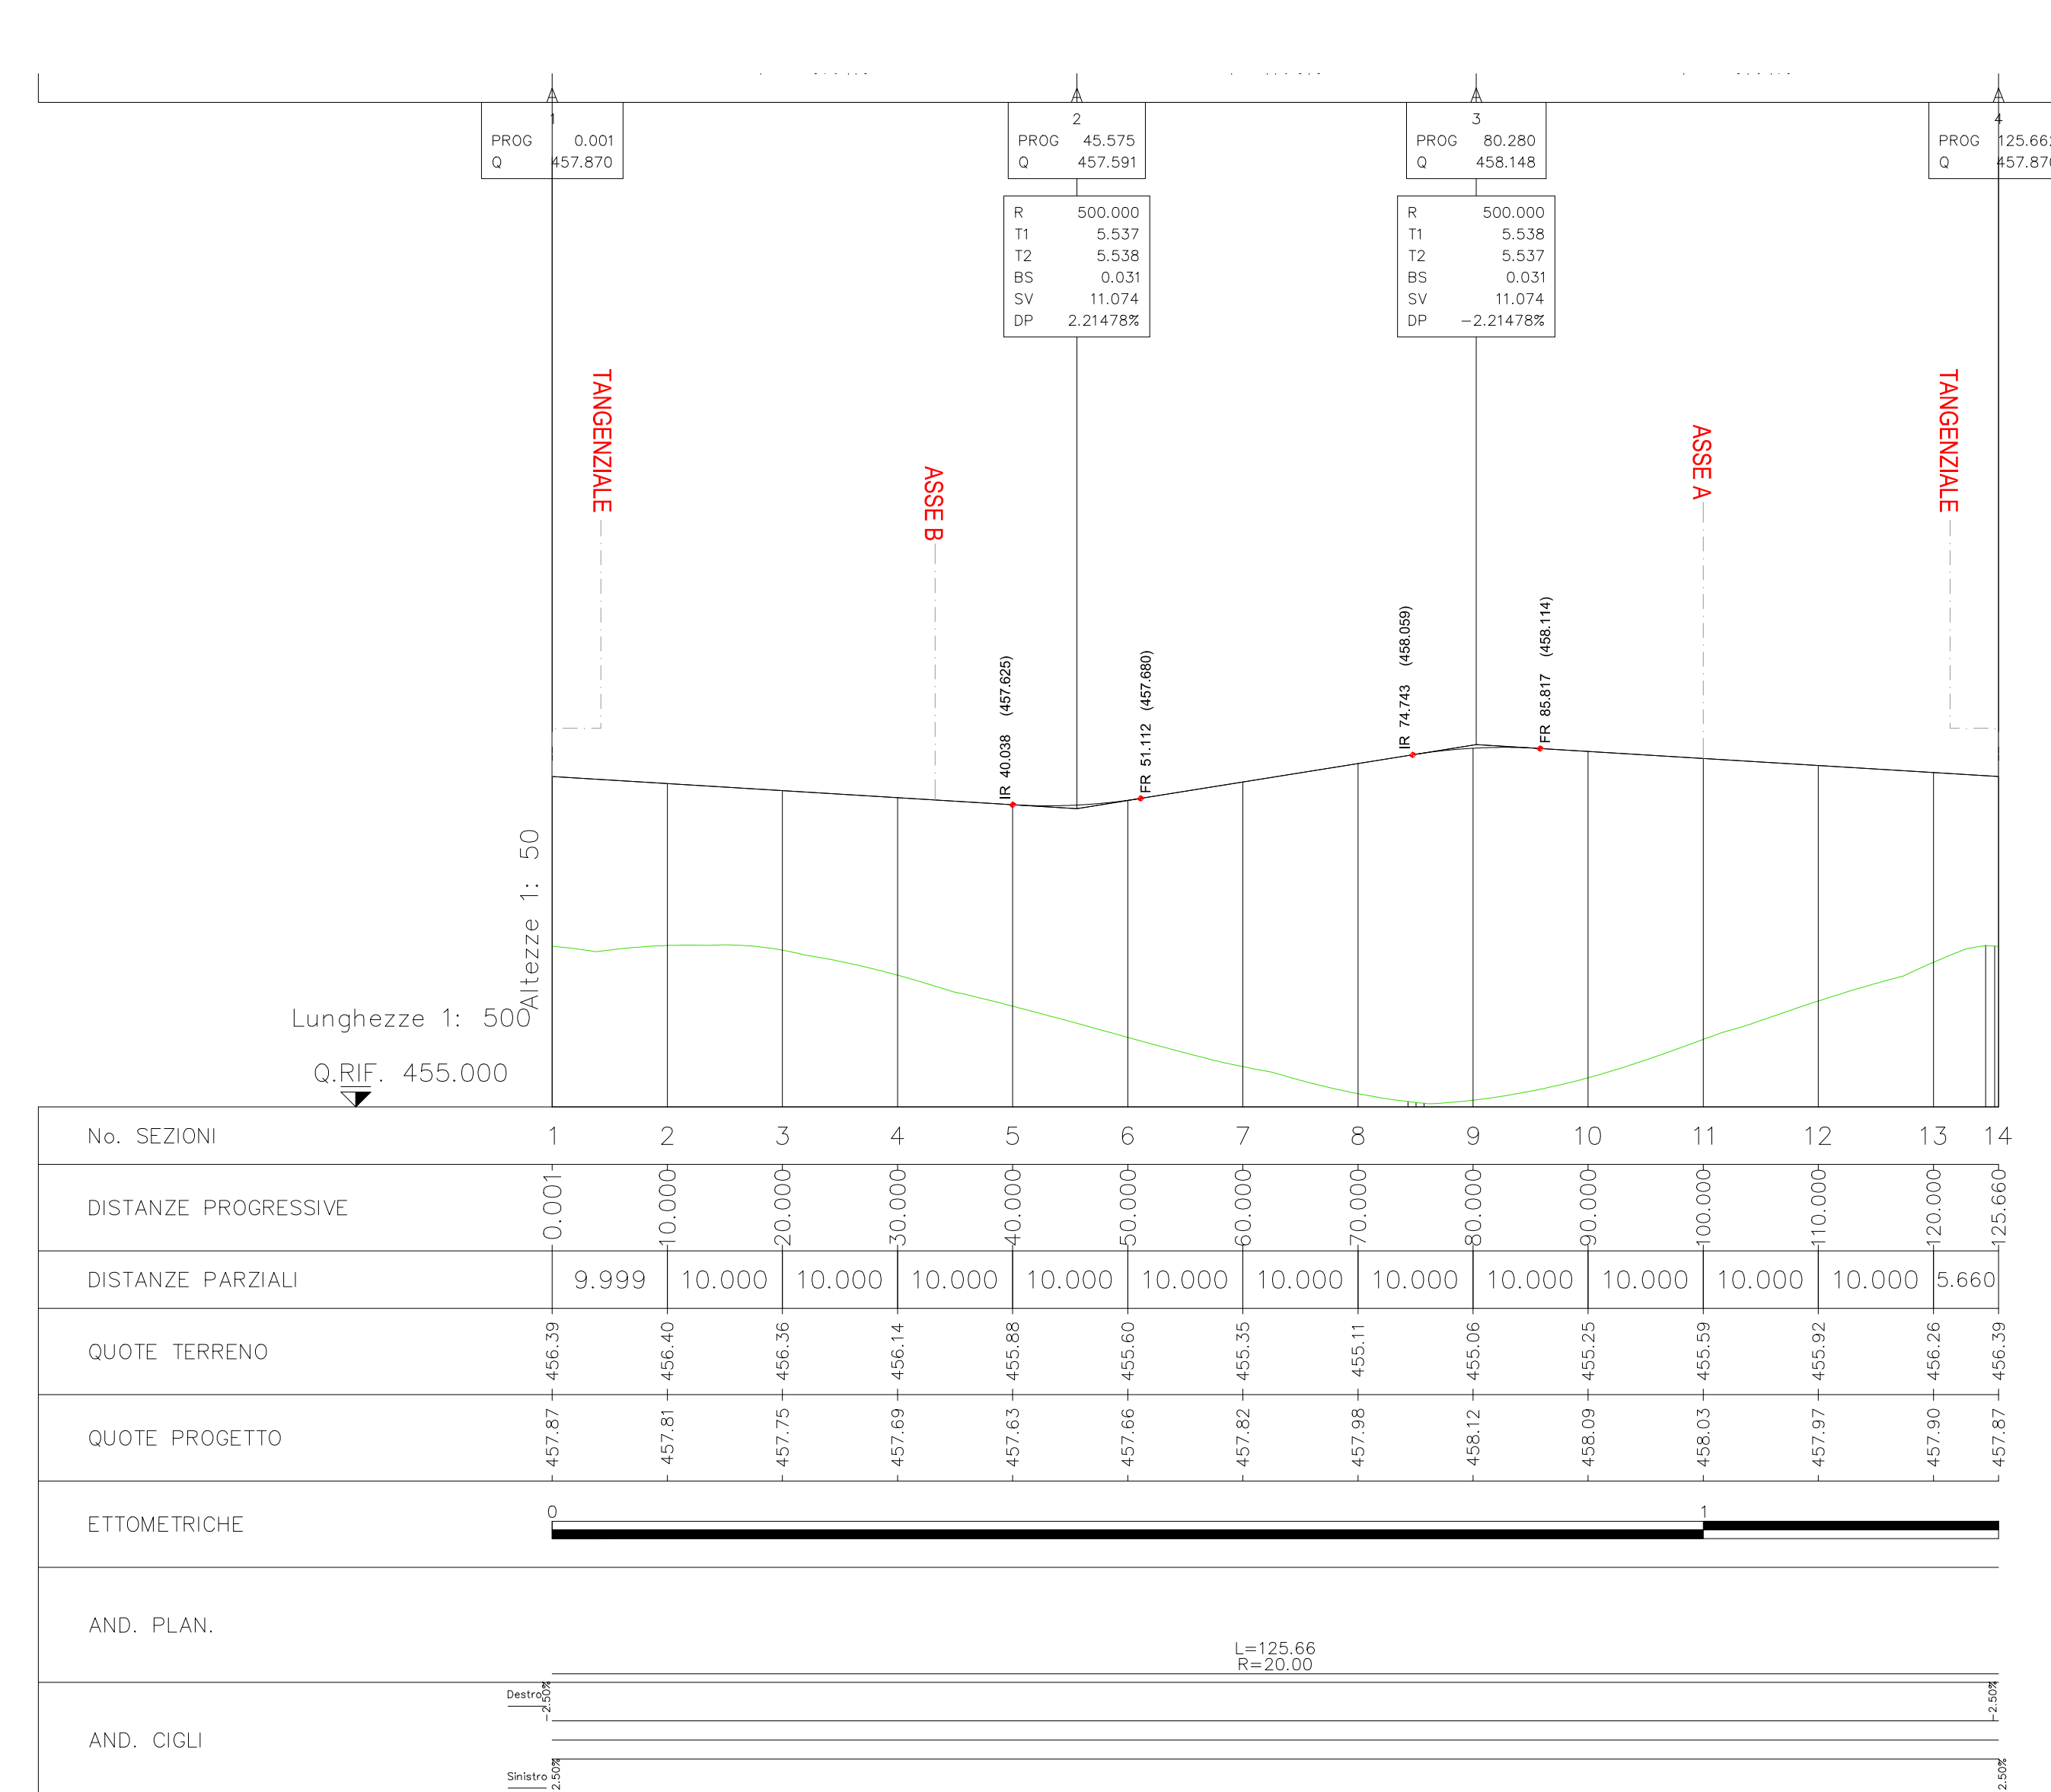 1
PROG 0.001
Q 457.870
2
PROG 45.575
Q 457.591
3
PROG 80.280
Q 458.148
4
PROG
Q
R 500.000
T1 5.537
T2 5.538
BS 0.031
SV 11.074
DP 2.21478%
R 500.000
T1 5.538
T2 5.537
BS 0.031
SV 11.074
DP -2.21478%
TANGENZIALE
ASSE B
ASSE A
TANGENZIALE
IR 40.038 (457.625)
FR 51.112 (457.680)
IR 74.743 (458.059)
FR 85.817 (458.114)
Altezze 1: 50
Lunghezze 1: 500
Q.RIF. 455.000
No. SEZIONI 1 2 3 4 5 6 7 8 9 10 11 12 13 14
DISTANZE PROGRESSIVE 0.001 10.000 20.000 30.000 40.000 50.000 60.000 70.000 80.000 90.000 100.000 110.000 120.000 125.660
DISTANZE PARZIALI 9.999 10.000 10.000 10.000 10.000 10.000 10.000 10.000 10.000 10.000 10.000 10.000 5.660
QUOTE TERRENO 456.39 456.40 456.36 456.14 455.88 455.60 455.35 455.11 455.06 455.25 455.59 455.92 456.26 456.39
QUOTE PROGETTO 457.87 457.81 457.75 457.69 457.63 457.66 457.82 457.98 458.12 458.09 458.03 457.97 457.90 457.87
ETTOMETRICHE 0 1
AND. PLAN.
L=125.66
R=20.00
Destro -2.50% -2.50%
AND. CIGLI
Sinistro 2.50% 2.50%